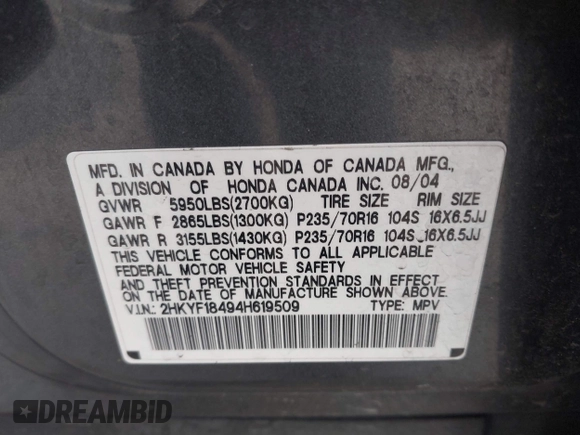 MFD. IN CANADA BY HONDA OF CANADA MFG.,
A DIVISION OF HONDA CANADA INC. 08/04
GVWR 5950LBS(2700KG) TIRE SIZE RIM SIZE
GAWR F 2865LBS(1300KG) P235/70R16 104S 16X6.5JJ
GAWR R 3155LBS(1430KG) P235/70R16 104S 16X6.5JJ
THIS VEHICLE CONFORMS TO ALL APPLICABLE
FEDERAL MOTOR VEHICLE SAFETY
AND THEFT PREVENTION STANDARDS IN EFFECT
ON THE DATE OF MANUFACTURE SHOWN ABOVE.
V.I.N.: 2HKYF18494H619509 TYPE: MPV
DREAMBID